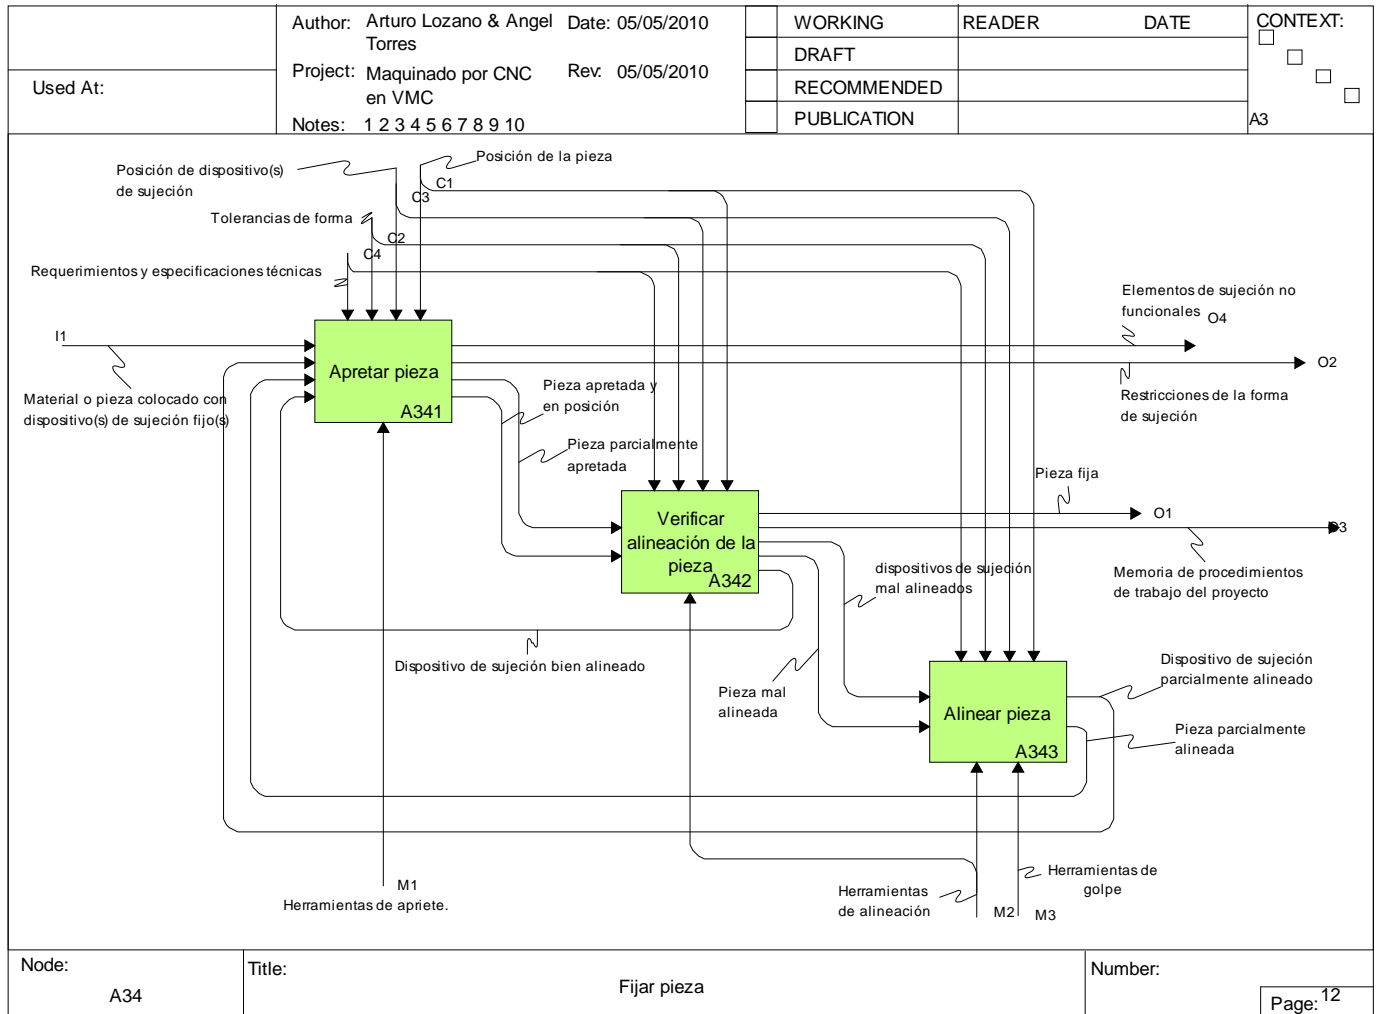 Used At:
Author: Arturo Lozano & Angel
Torres
Date: 05/05/2010
Project: Maquinado por CNC
en VMC
Rev: 05/05/2010
Notes: 1 2 3 4 5 6 7 8 9 10
WORKING
DRAFT
RECOMMENDED
PUBLICATION
READER DATE
CONTEXT:
A3
Posición de dispositivo(s)
de sujeción
Posición de la pieza
C1
C3
Tolerancias de forma
C2
C4
Requerimientos y especificaciones técnicas
I1
Material o pieza colocado con
dispositivo(s) de sujeción fijo(s)
Apretar pieza
A341
Elementos de sujeción no
funcionales
O4
O2
Restricciones de la forma
de sujeción
Pieza apretada y
en posición
Pieza parcialmente
apretada
Pieza fija
O1
O3
Verificar
alineación de la
pieza
A342
Memoria de procedimientos
de trabajo del proyecto
dispositivos de sujeción
mal alineados
Dispositivo de sujeción bien alineado
Pieza mal
alineada
Dispositivo de sujeción
parcialmente alineado
Alinear pieza
A343
Pieza parcialmente
alineada
M1
Herramientas de apriete.
Herramientas
de alineación
M2
Herramientas de
golpe
M3
Node:
A34
Title:
Fijar pieza
Number:
Page: 12